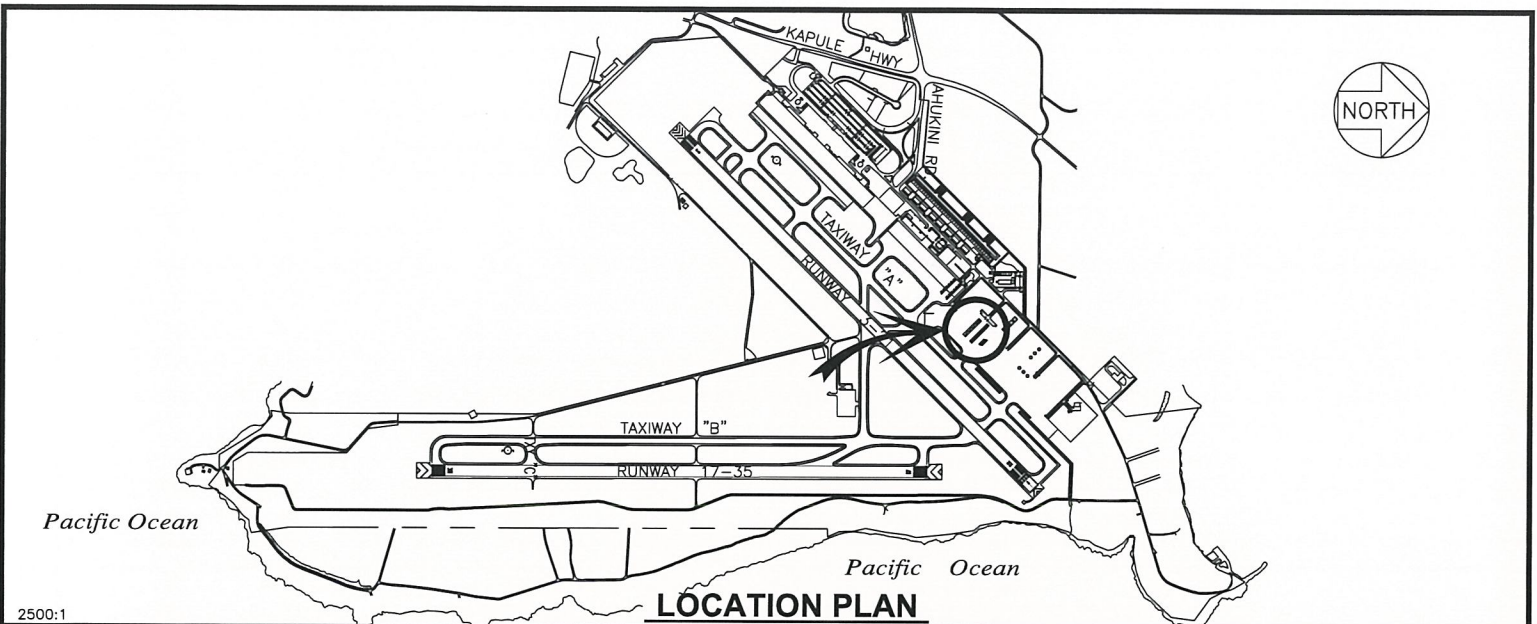 KAPULE HWY
NORTH
AHUKINI RD
TAXIWAY "A"
RUNWAY
TAXIWAY "B"
RUNWAY 17-35
Pacific Ocean
Pacific Ocean
2500:1
LOCATION PLAN